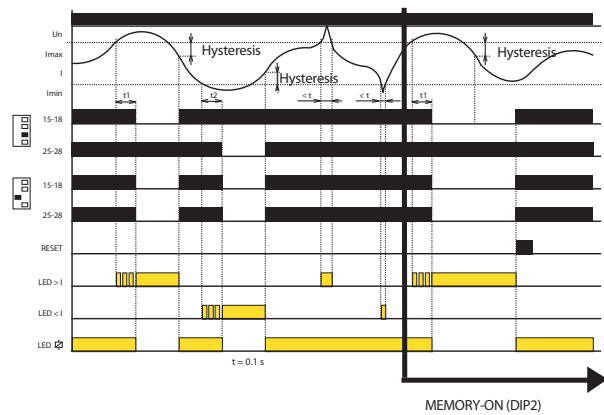 Un
Hysteresis
Hysteresis
Imax
I
Hysteresis
Imin
t1
t2
< t
< t
t1
15-18
25-28
15-18
25-28
RESET
LED > I
LED < I
LED
t = 0.1 s
MEMORY-ON (DIP2)